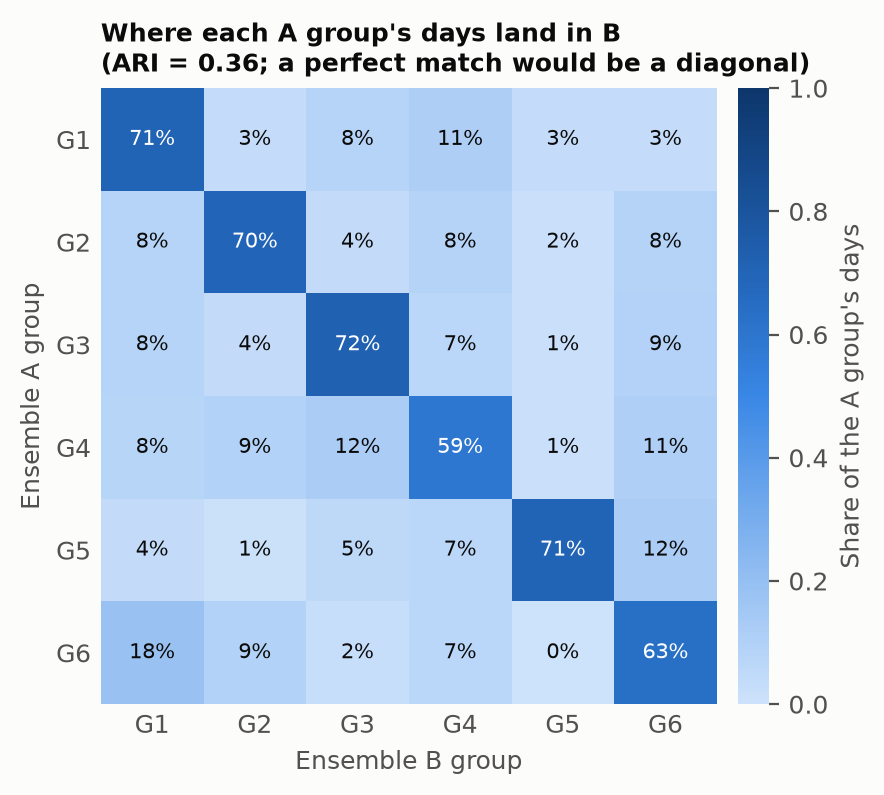 Where each A group's days land in B
(ARI = 0.36; a perfect match would be a diagonal)
G1 71% 3% 8% 11% 3% 3%
G2 8% 70% 4% 8% 2% 8%
G3 8% 4% 72% 7% 1% 9%
G4 8% 9% 12% 59% 1% 11%
G5 4% 1% 5% 7% 71% 12%
G6 18% 9% 2% 7% 0% 63%
G1 G2 G3 G4 G5 G6
Ensemble B group
Ensemble A group
1.0
0.8
0.6
0.4
0.2
0.0
Share of the A group's days